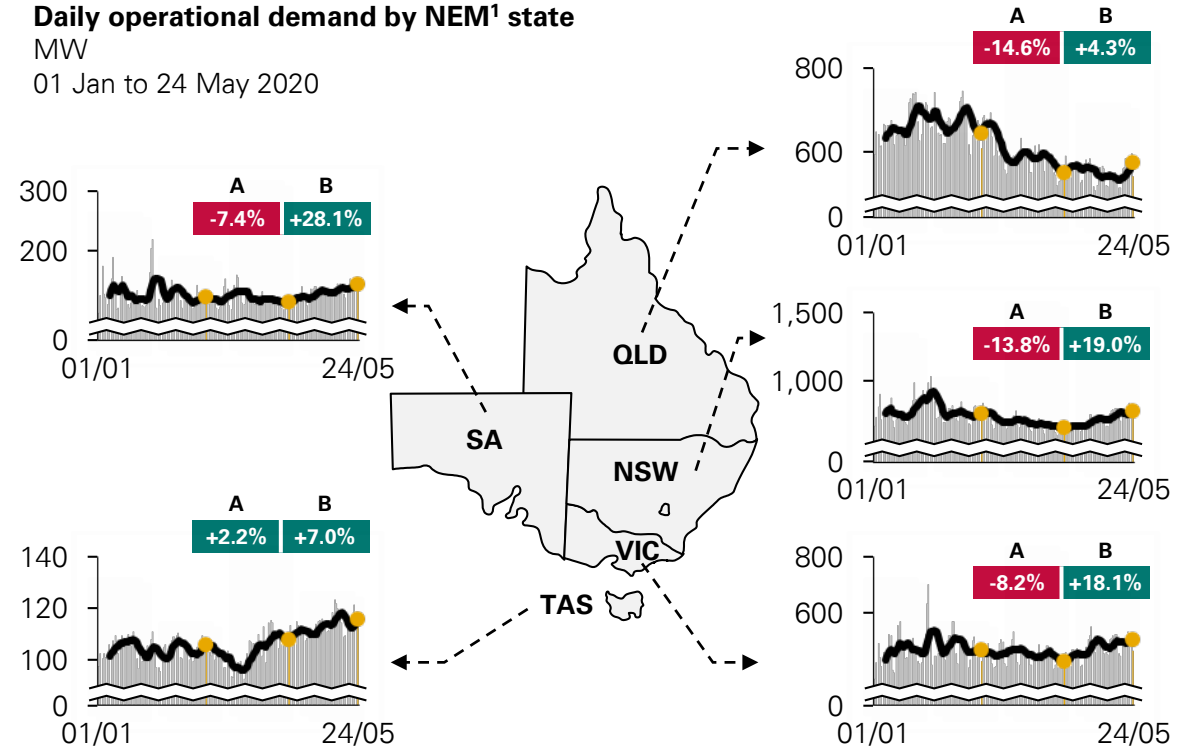 Daily operational demand by NEM¹ state
MW
01 Jan to 24 May 2020
A B
-14.6% +4.3%
800
600
0
01/01 24/05
A B
-7.4% +28.1%
300
200
0
01/01 24/05
A B
-13.8% +19.0%
1,500
1,000
0
01/01 24/05
QLD
SA
NSW
VIC
TAS
A B
+2.2% +7.0%
140
120
100
0
01/01 24/05
A B
-8.2% +18.1%
800
600
0
01/01 24/05